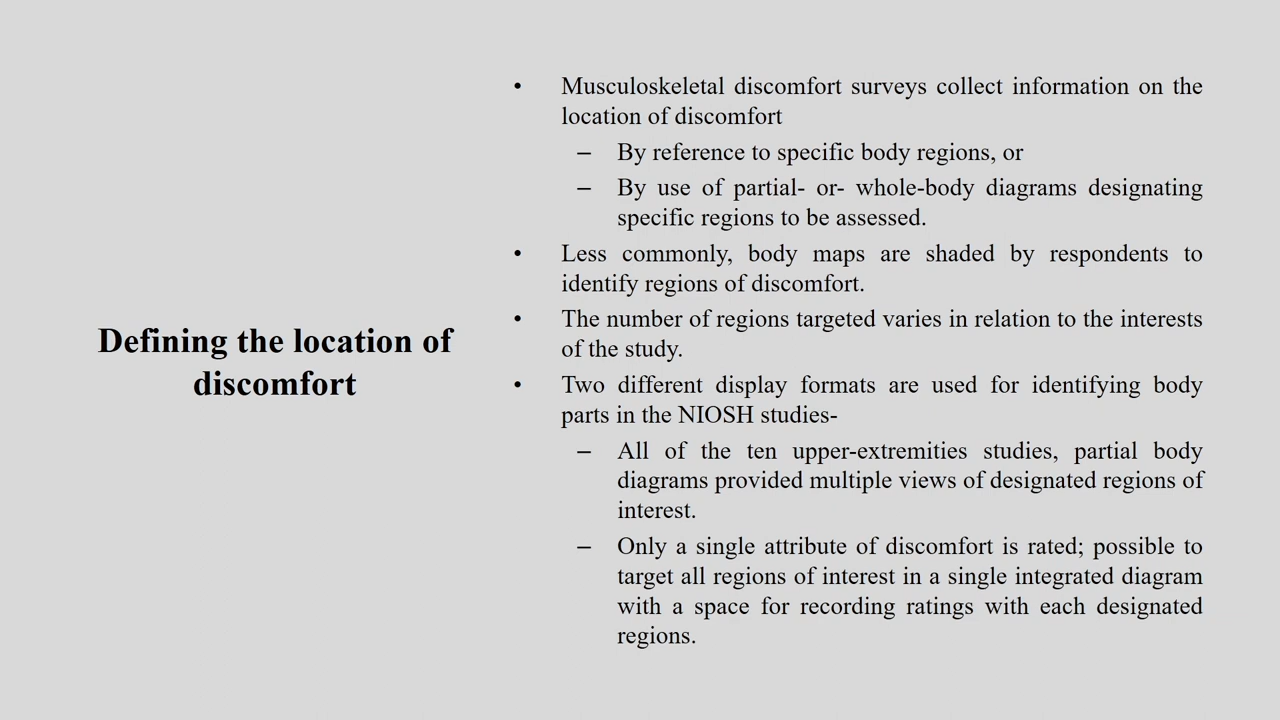 Defining the location of
discomfort
• Musculoskeletal discomfort surveys collect information on the
location of discomfort
– By reference to specific body regions, or
– By use of partial- or- whole-body diagrams designating
specific regions to be assessed.
• Less commonly, body maps are shaded by respondents to
identify regions of discomfort.
• The number of regions targeted varies in relation to the interests
of the study.
• Two different display formats are used for identifying body
parts in the NIOSH studies-
– All of the ten upper-extremities studies, partial body
diagrams provided multiple views of designated regions of
interest.
– Only a single attribute of discomfort is rated; possible to
target all regions of interest in a single integrated diagram
with a space for recording ratings with each designated
regions.